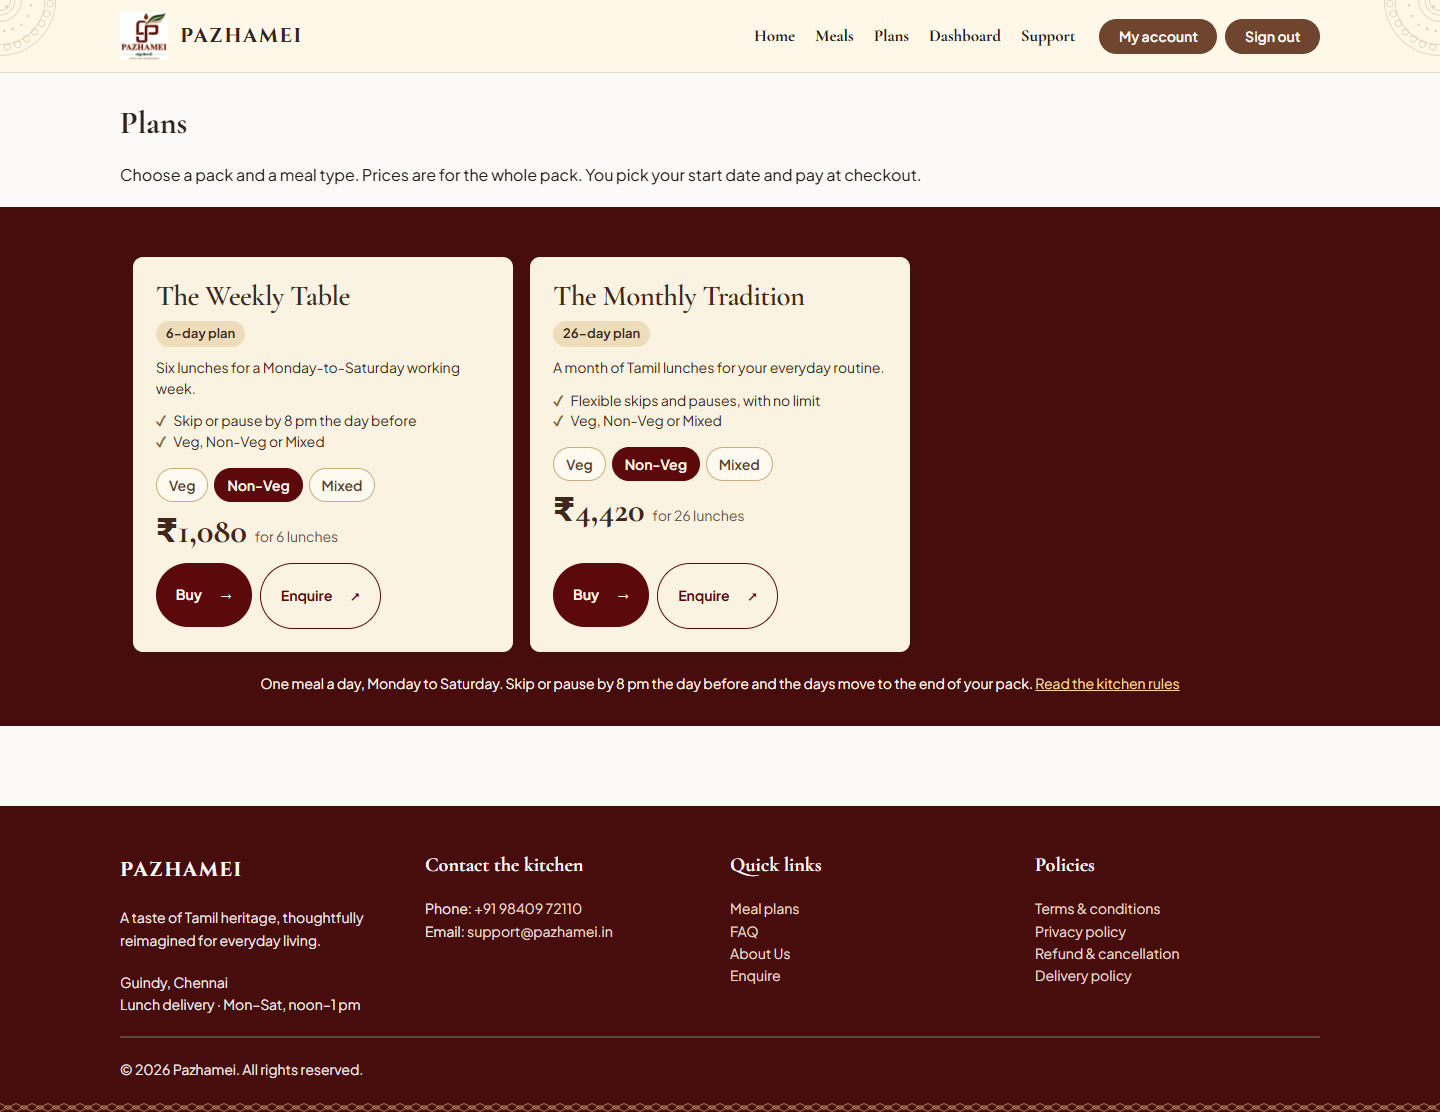 PAZHAMEI
PAZHAMEI
Home Meals Plans Dashboard Support My account Sign out
Plans
Choose a pack and a meal type. Prices are for the whole pack. You pick your start date and pay at checkout.
The Weekly Table
6-day plan
Six lunches for a Monday-to-Saturday working
week.
✓ Skip or pause by 8 pm the day before
✓ Veg, Non-Veg or Mixed
Veg Non-Veg Mixed
₹1,080 for 6 lunches
Buy → Enquire ↗
The Monthly Tradition
26-day plan
A month of Tamil lunches for your everyday routine.
✓ Flexible skips and pauses, with no limit
✓ Veg, Non-Veg or Mixed
Veg Non-Veg Mixed
₹4,420 for 26 lunches
Buy → Enquire ↗
One meal a day, Monday to Saturday. Skip or pause by 8 pm the day before and the days move to the end of your pack. Read the kitchen rules
PAZHAMEI
A taste of Tamil heritage, thoughtfully
reimagined for everyday living.
Guindy, Chennai
Lunch delivery · Mon–Sat, noon–1 pm
Contact the kitchen
Phone: +91 98409 72110
Email: support@pazhamei.in
Quick links
Meal plans
FAQ
About Us
Enquire
Policies
Terms & conditions
Privacy policy
Refund & cancellation
Delivery policy
© 2026 Pazhamei. All rights reserved.